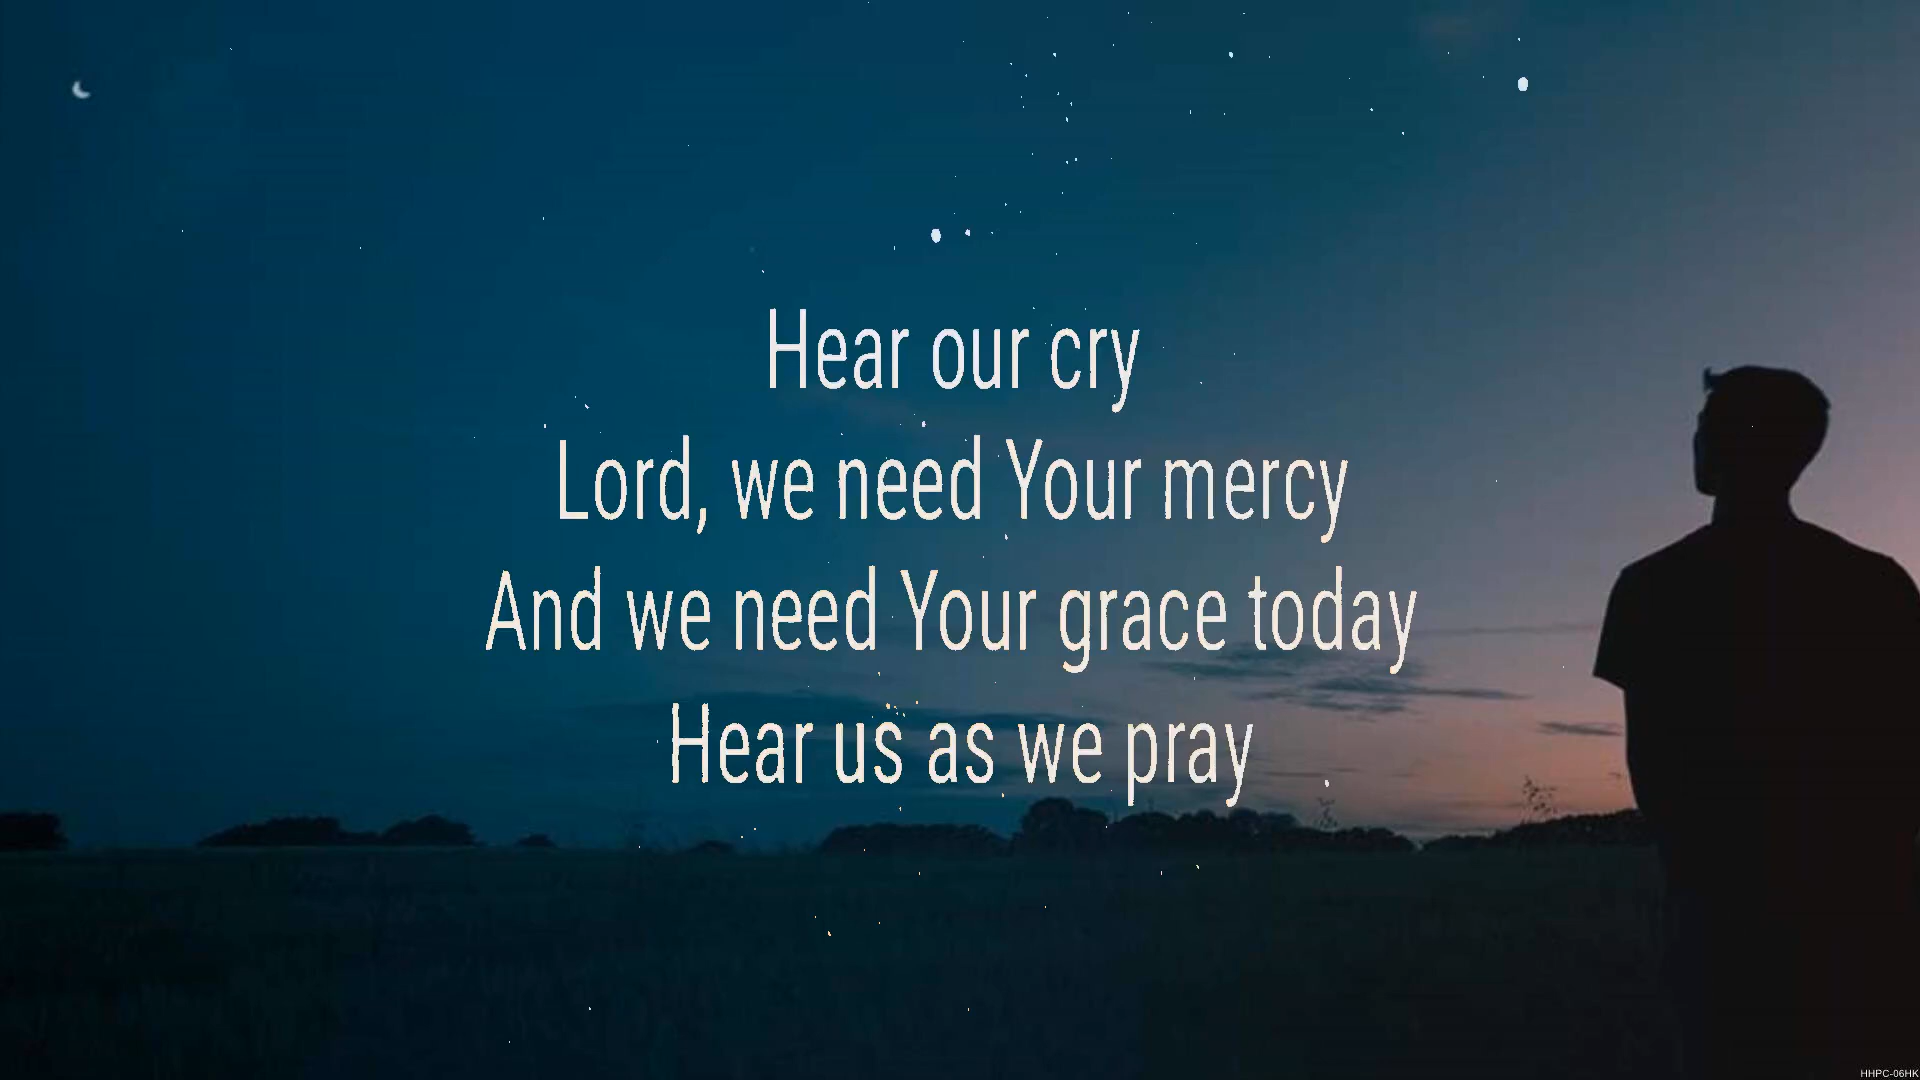 Hear our cry
Lord, we need Your mercy
And we need Your grace today
Hear us as we pray
HHPC-06HK